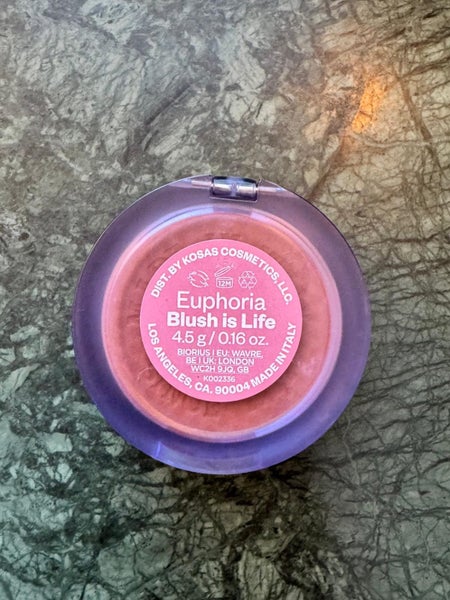 DIST. BY KOSAS COSMETICS, LLC.
12M
Euphoria
Blush is Life
4.5 g / 0.16 oz.
BIORIUS | EU: WAVRE,
BE | UK: LONDON
WC2H 9JQ, GB
K002336
LOS ANGELES, CA. 90004 MADE IN ITALY